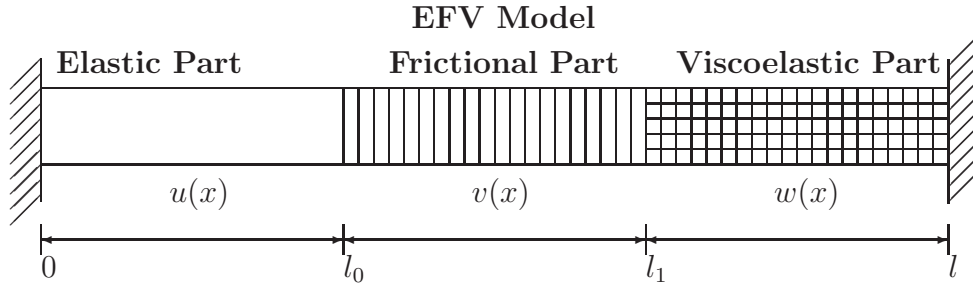 EFV Model
Elastic Part Frictional Part Viscoelastic Part
u(x) v(x) w(x)
0 l₀ l₁ l